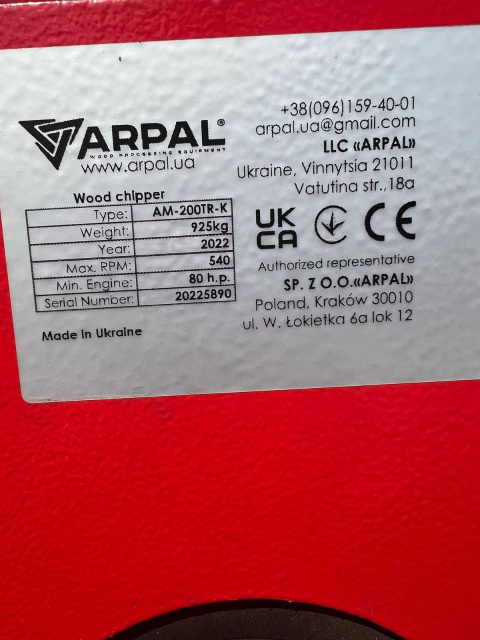 ARPAL®
WOOD PROCESSING EQUIPMENT
www.arpal.ua
+38(096)159-40-01
arpal.ua@gmail.com
LLC «ARPAL»
Ukraine, Vinnytsia 21011
Vatutina str.,18a
Wood chipper
Type: AM-200TR-K
Weight: 925kg
Year: 2022
Max. RPM: 540
Min. Engine: 80 h.p.
Serial Number: 20225890
Made in Ukraine
UK
CA
CE
Authorized representative
SP. Z O.O.«ARPAL»
Poland, Kraków 30010
ul. W. Łokietka 6a lok 12